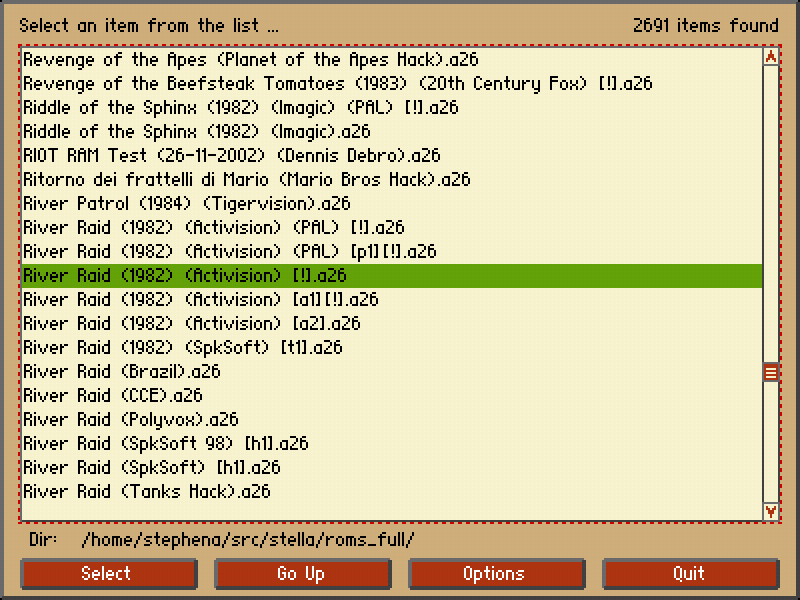 Select an item from the list ... 2691 items found
Revenge of the Apes (Planet of the Apes Hack).a26
Revenge of the Beefsteak Tomatoes (1983) (20th Century Fox) [!].a26
Riddle of the Sphinx (1982) (Imagic) (PAL) [!].a26
Riddle of the Sphinx (1982) (Imagic).a26
RIOT RAM Test (26-11-2002) (Dennis Debro).a26
Ritorno dei frattelli di Mario (Mario Bros Hack).a26
River Patrol (1984) (Tigervision).a26
River Raid (1982) (Activision) (PAL) [!].a26
River Raid (1982) (Activision) (PAL) [p1][!].a26
River Raid (1982) (Activision) [!].a26
River Raid (1982) (Activision) [a1][!].a26
River Raid (1982) (Activision) [a2].a26
River Raid (1982) (SpkSoft) [t1].a26
River Raid (Brazil).a26
River Raid (CCE).a26
River Raid (Polyvox).a26
River Raid (SpkSoft 98) [h1].a26
River Raid (SpkSoft) [h1].a26
River Raid (Tanks Hack).a26
Dir: /home/stephena/src/stella/roms_full/
Select Go Up Options Quit